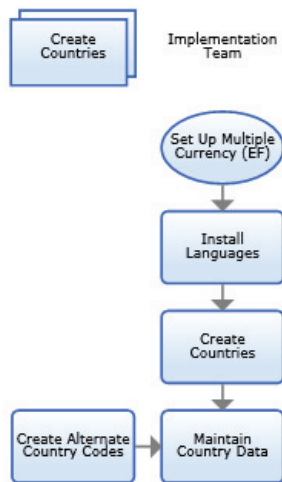 Create
Countries
Implementation
Team
Set Up Multiple
Currency (EF)
Install
Languages
Create
Countries
Create Alternate
Country Codes
Maintain
Country Data